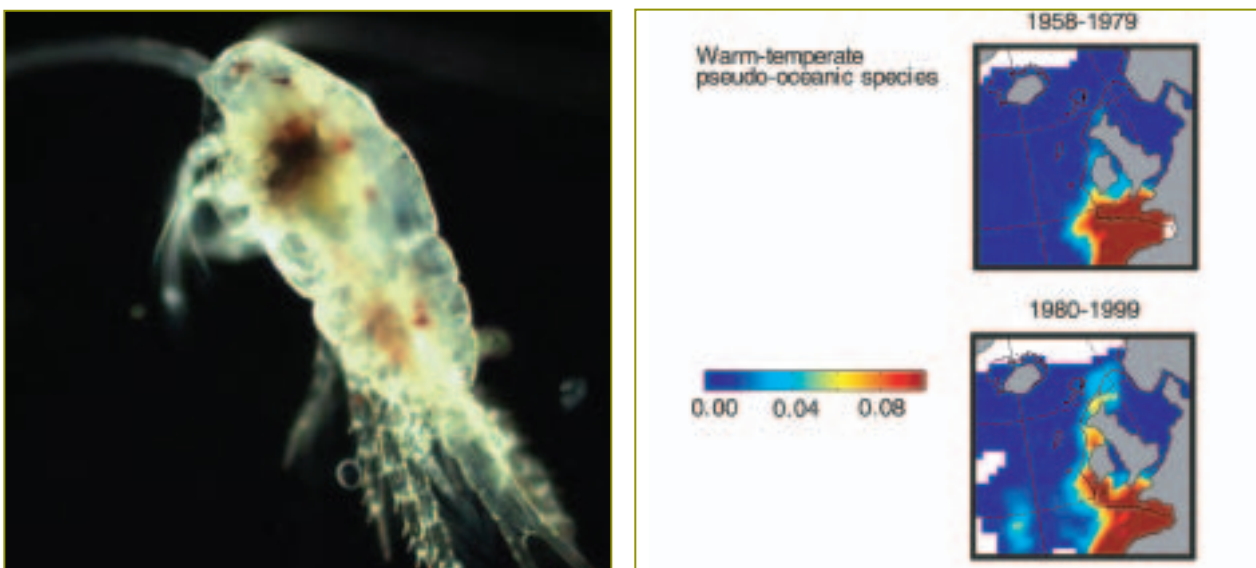 1958-1979
Warm-temperate
pseudo-oceanic species
1980-1999
0.00 0.04 0.08